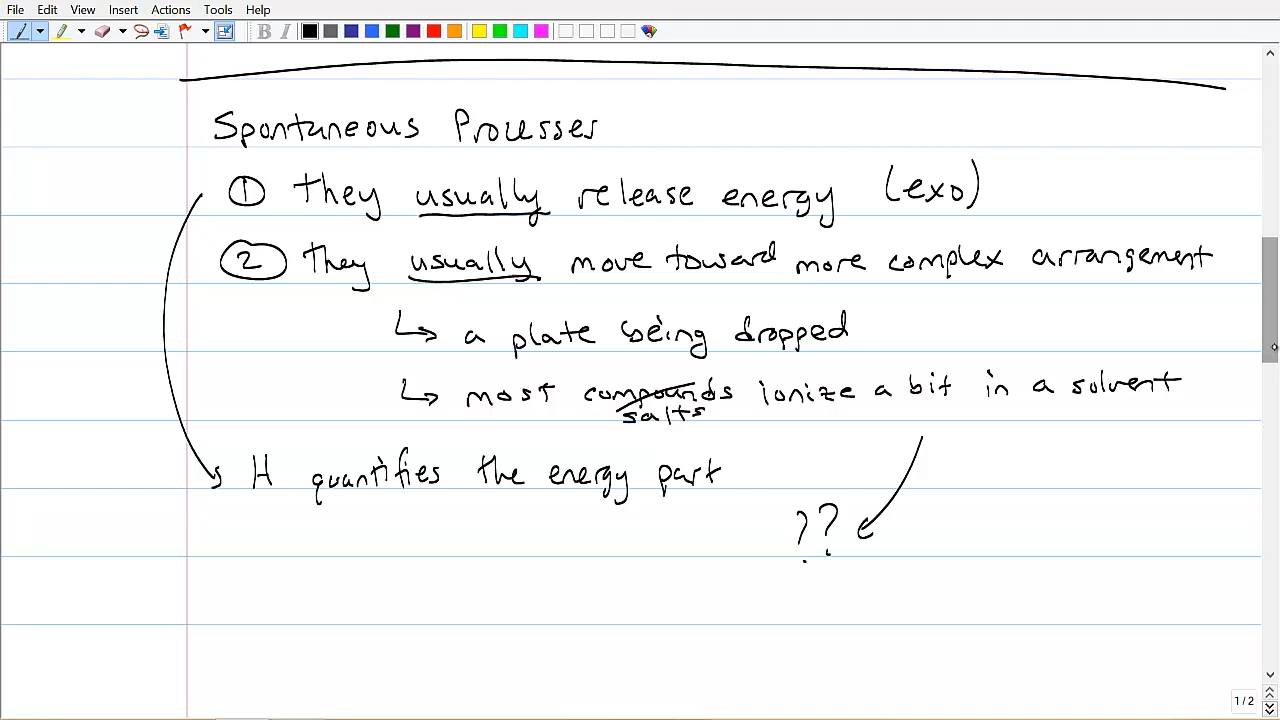 File Edit View Insert Actions Tools Help
B I
Spontaneous Processes
① They usually release energy (exo)
② They usually move toward more complex arrangement
↳ a plate being dropped
↳ most compounds ionize a bit in a solvent
salts
H quantifies the energy part
??
1/2